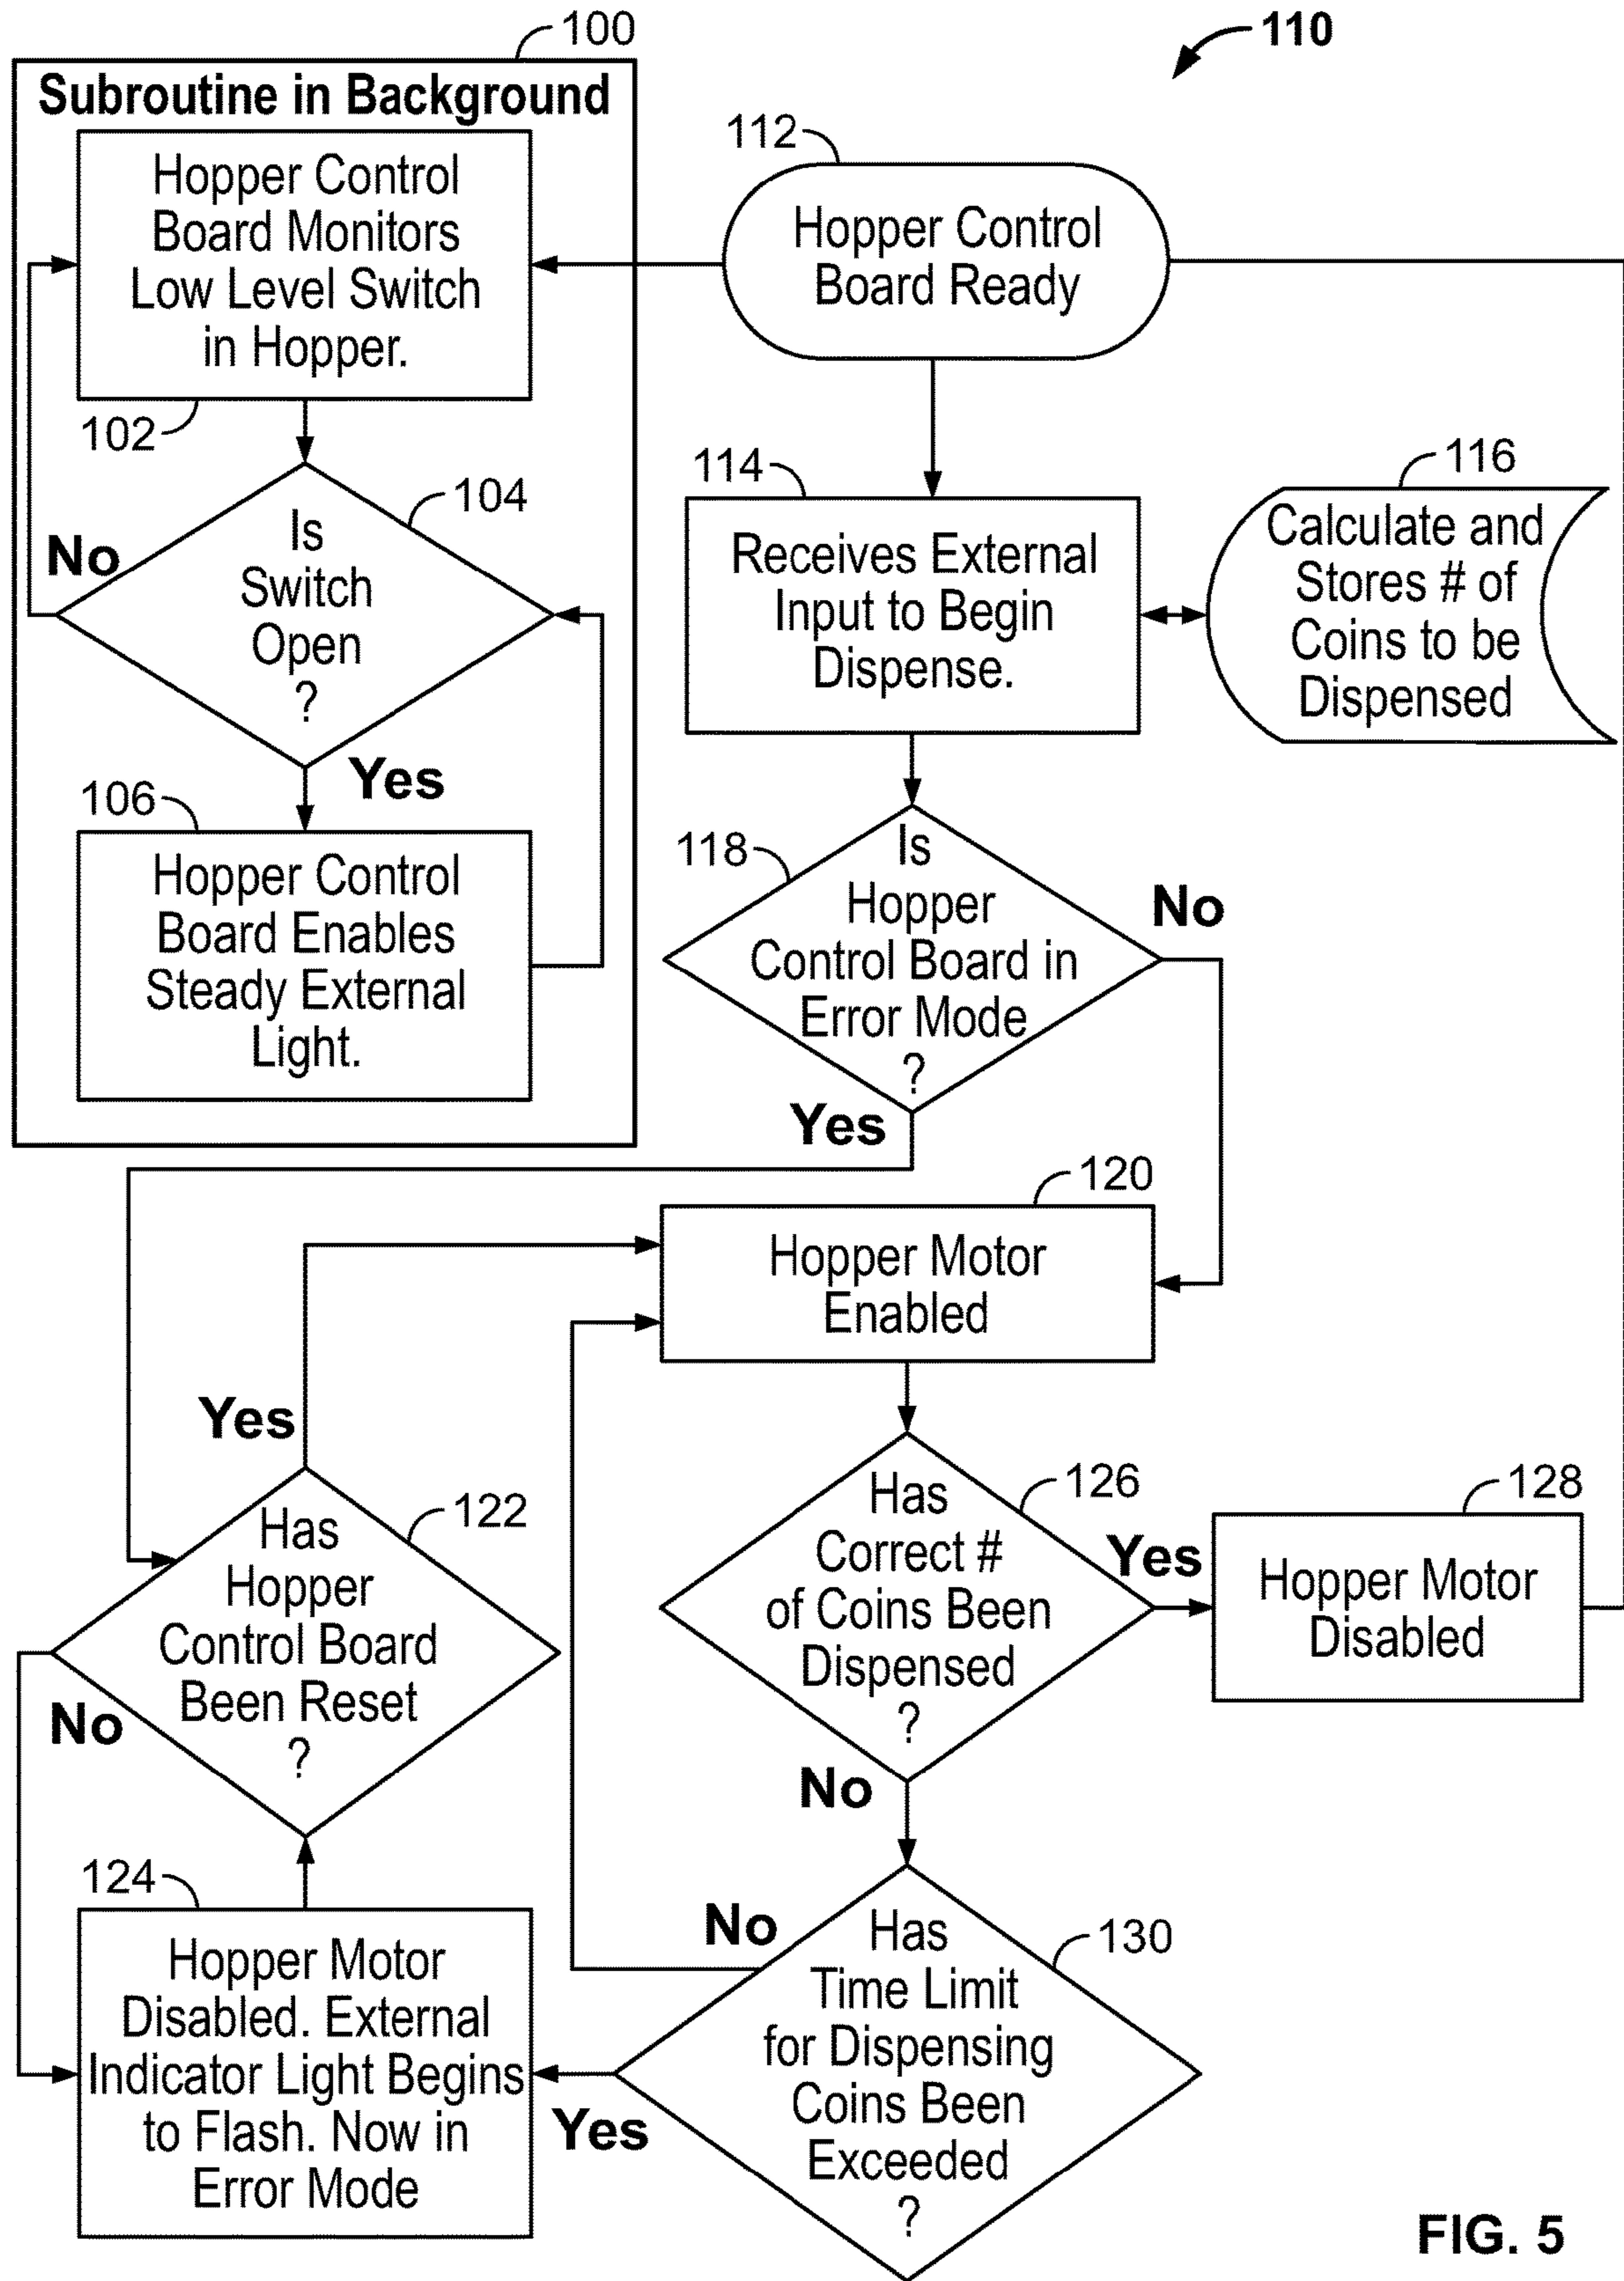 100
110
Subroutine in Background
Hopper Control
Board Monitors
Low Level Switch
in Hopper.
102
112
Hopper Control
Board Ready
104
Is
Switch
Open
?
No
Yes
106
Hopper Control
Board Enables
Steady External
Light.
114
Receives External
Input to Begin
Dispense.
116
Calculate and
Stores # of
Coins to be
Dispensed
118
Is
Hopper
Control Board in
Error Mode
?
No
Yes
120
Hopper Motor
Enabled
Yes
122
Has
Hopper
Control Board
Been Reset
?
No
126
Has
Correct #
of Coins Been
Dispensed
?
Yes
No
128
Hopper Motor
Disabled
124
Hopper Motor
Disabled. External
Indicator Light Begins
to Flash. Now in
Error Mode
130
Has
Time Limit
for Dispensing
Coins Been
Exceeded
?
No
Yes
FIG. 5